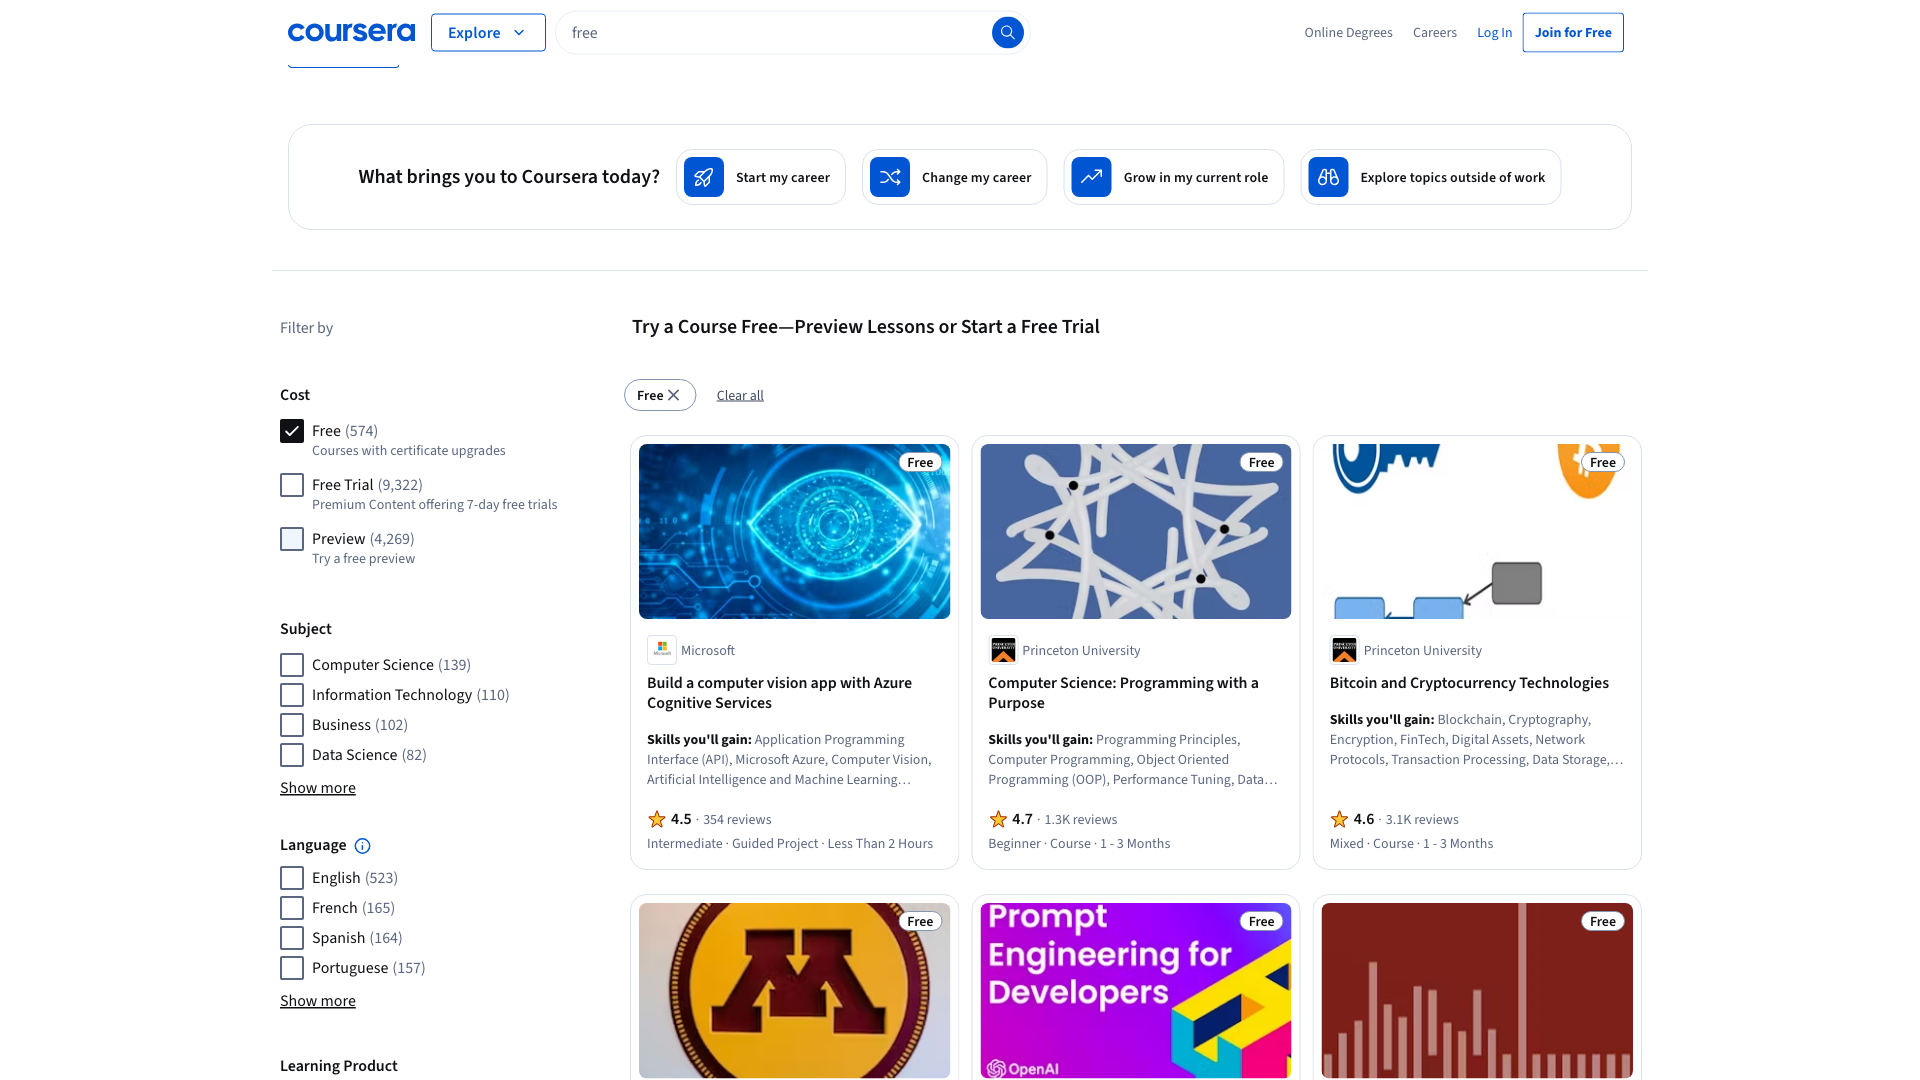 coursera
Explore
free
Online Degrees
Careers
Log In
Join for Free
What brings you to Coursera today?
Start my career
Change my career
Grow in my current role
Explore topics outside of work
Filter by
Try a Course Free—Preview Lessons or Start a Free Trial
Cost
Free
Clear all
Free (574)
Courses with certificate upgrades
Free Trial (9,322)
Premium Content offering 7-day free trials
Preview (4,269)
Try a free preview
Subject
Computer Science (139)
Information Technology (110)
Business (102)
Data Science (82)
Show more
Language
English (523)
French (165)
Spanish (164)
Portuguese (157)
Show more
Learning Product
Free
Microsoft
Build a computer vision app with Azure
Cognitive Services
Skills you'll gain: Application Programming
Interface (API), Microsoft Azure, Computer Vision,
Artificial Intelligence and Machine Learning…
4.5 · 354 reviews
Intermediate · Guided Project · Less Than 2 Hours
Free
Princeton University
Computer Science: Programming with a
Purpose
Skills you'll gain: Programming Principles,
Computer Programming, Object Oriented
Programming (OOP), Performance Tuning, Data…
4.7 · 1.3K reviews
Beginner · Course · 1 - 3 Months
Free
Princeton University
Bitcoin and Cryptocurrency Technologies
Skills you'll gain: Blockchain, Cryptography,
Encryption, FinTech, Digital Assets, Network
Protocols, Transaction Processing, Data Storage,…
4.6 · 3.1K reviews
Mixed · Course · 1 - 3 Months
Free
M
Free
Prompt
Engineering for
Developers
OpenAI
Free